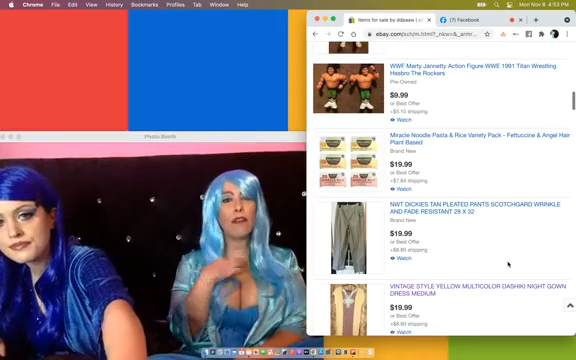 Chrome File Edit View History Bookmarks Profiles Tab Window Help
Mon Nov 8 4:53 PM
Items for sale by ddpaaw
Facebook
ebay.com/sch/m.html?_nkw=&_armr...
Photo Booth
WWF Marty Jannetty Action Figure WWE 1991 Titan Wrestling
Hasbro The Rockers
Pre-Owned
$9.99
or Best Offer
+$5.10 shipping
Watch
Miracle Noodle Pasta & Rice Variety Pack - Fettuccine & Angel Hair
Plant Based
Brand New
$19.99
+$7.84 shipping
Watch
NWT DICKIES TAN PLEATED PANTS SCOTCHGARD WRINKLE
AND FADE RESISTANT 28 X 32
Brand New
$19.99
or Best Offer
+$8.80 shipping
Watch
VINTAGE STYLE YELLOW MULTICOLOR DASHIKI NIGHT GOWN
DRESS MEDIUM
$19.99
or Best Offer
+$8.80 shipping
Watch